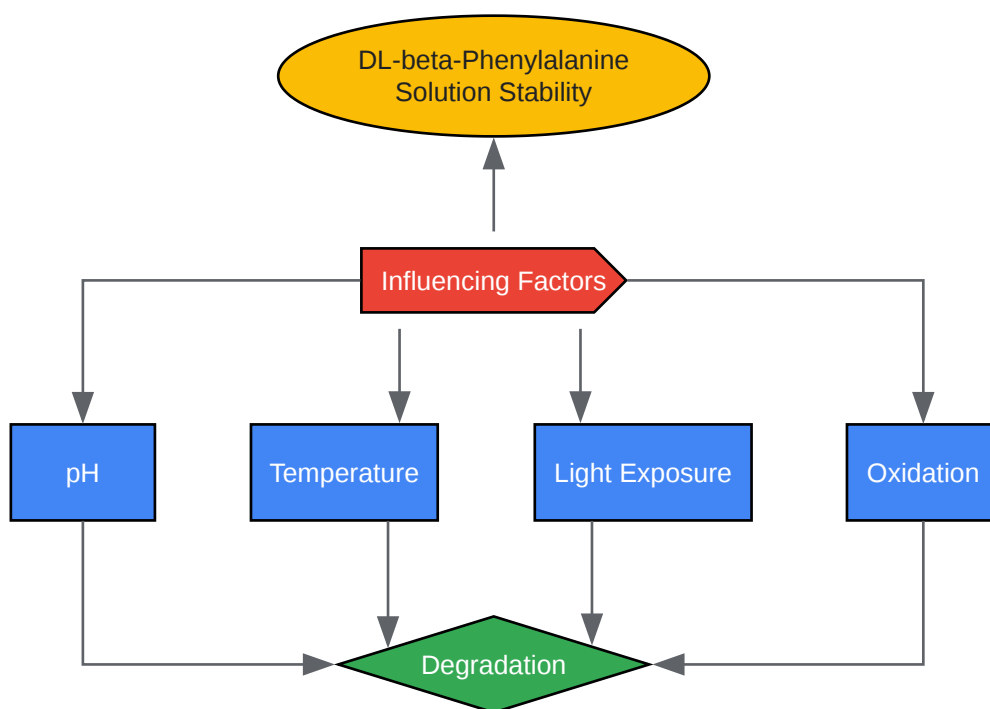 DL-beta-Phenylalanine
Solution Stability
Influencing Factors
pH
Temperature
Light Exposure
Oxidation
Degradation